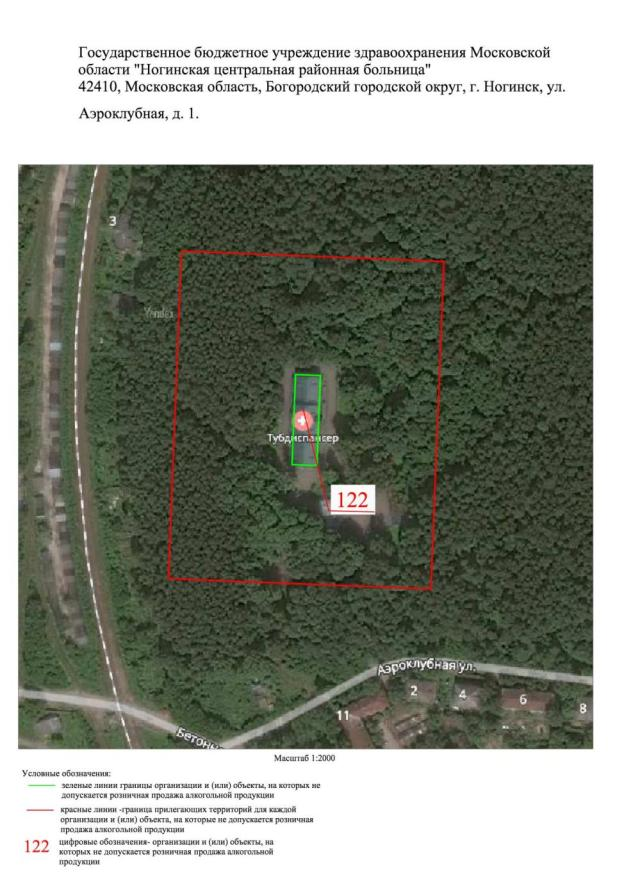 Государственное бюджетное учреждение здравоохранения Московской
области "Ногинская центральная районная больница"
42410, Московская область, Богородский городской округ, г. Ногинск, ул.
Аэроклубная, д. 1.
3
Yandex
Тубдиспансер
122
Аэроклубная ул.
2
4
6
8
11
Масштаб 1:2000
Условные обозначения:
зеленые линии границы организации и (или) объекты, на которых не
допускается розничная продажа алкогольной продукции
красные линии -граница прилегающих территорий для каждой
организации и (или) объекта, на которые не допускается розничная
продажа алкогольной продукции
122
цифровые обозначения- организации и (или) объекты, на
которых не допускается розничная продажа алкогольной
продукции